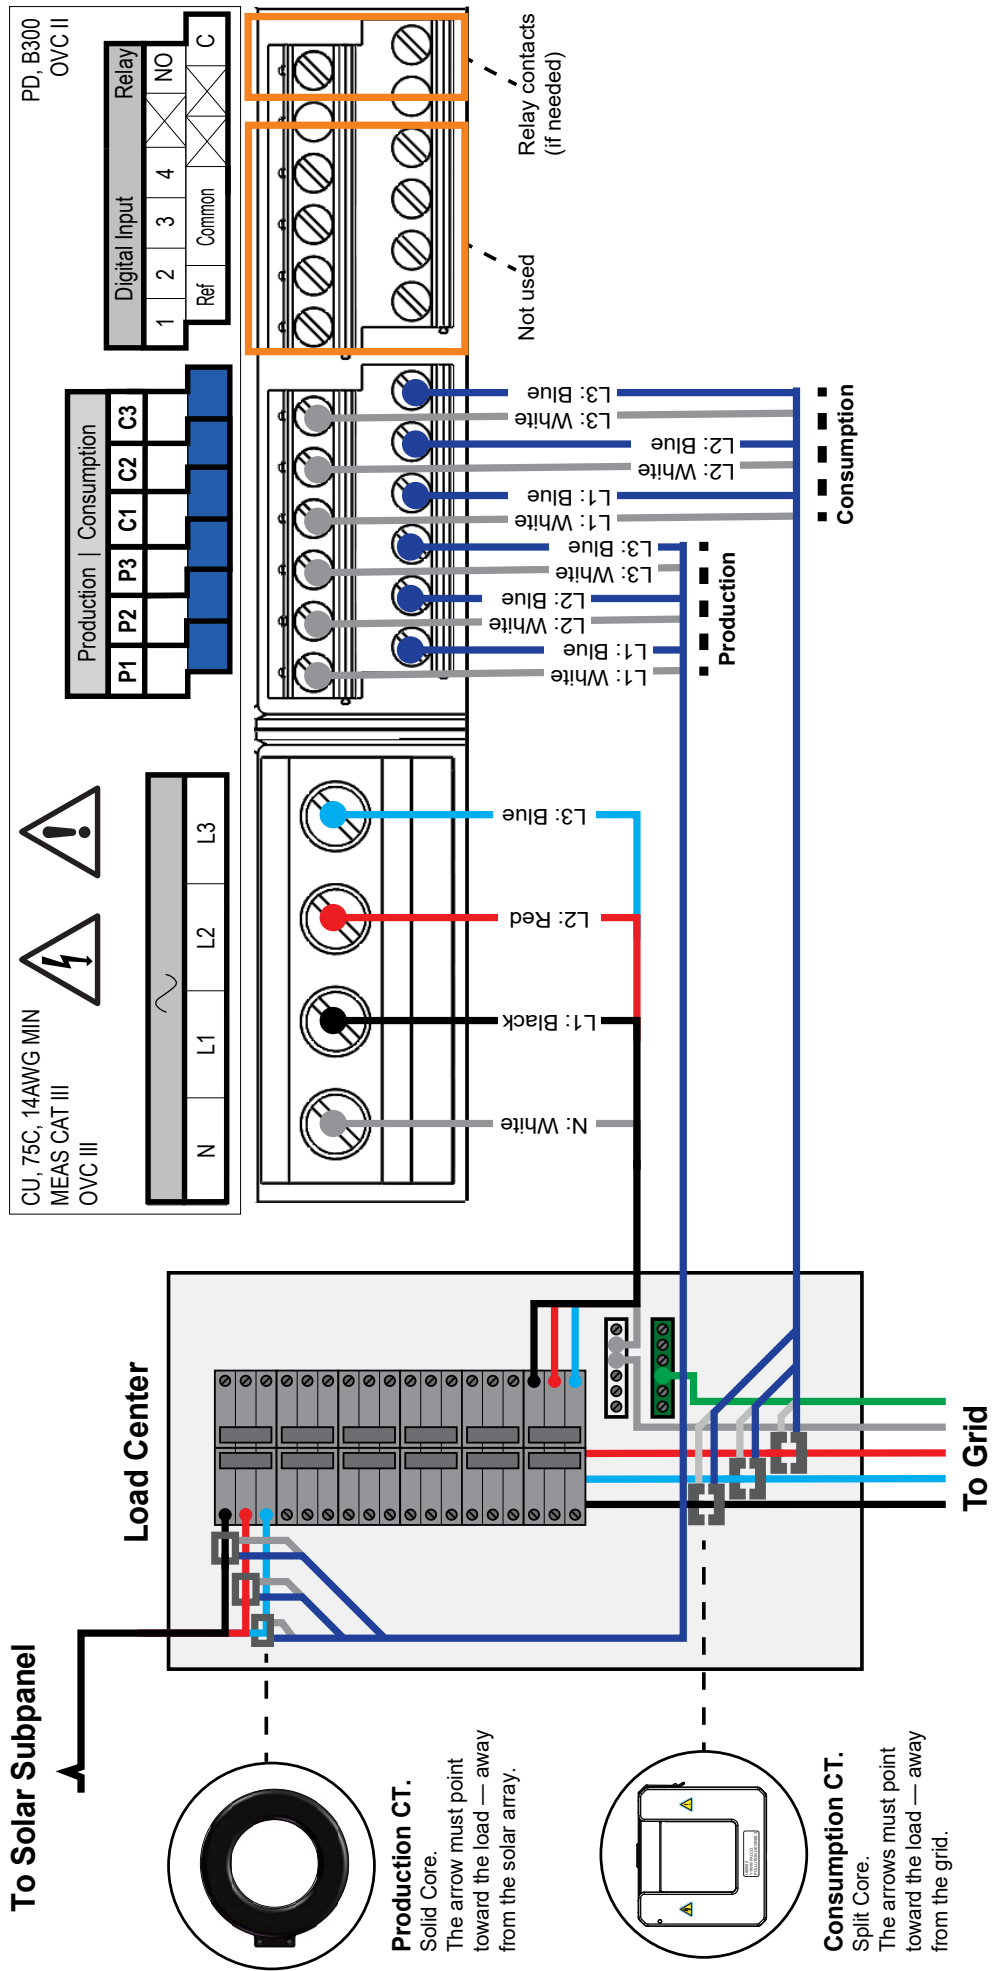 CU, 75C, 14AWG MIN
MEAS CAT III
OVC III
PD, B300
OVC II
N
L1
L2
L3
Production | Consumption
P1
P2
P3
C1
C2
C3
Digital Input
Relay
1
2
3
4
NO
Ref
Common
C
N: White
L1: Black
L2: Red
L3: Blue
L1: White
L1: Blue
L2: White
L2: Blue
L3: White
L3: Blue
L1: White
L1: Blue
L2: White
L2: Blue
L3: White
L3: Blue
Production
Consumption
Not used
Relay contacts
(if needed)
To Solar Subpanel
Load Center
To Grid
Production CT.
Solid Core.
The arrow must point
toward the load — away
from the solar array.
Consumption CT.
Split Core.
The arrows must point
toward the load — away
from the grid.